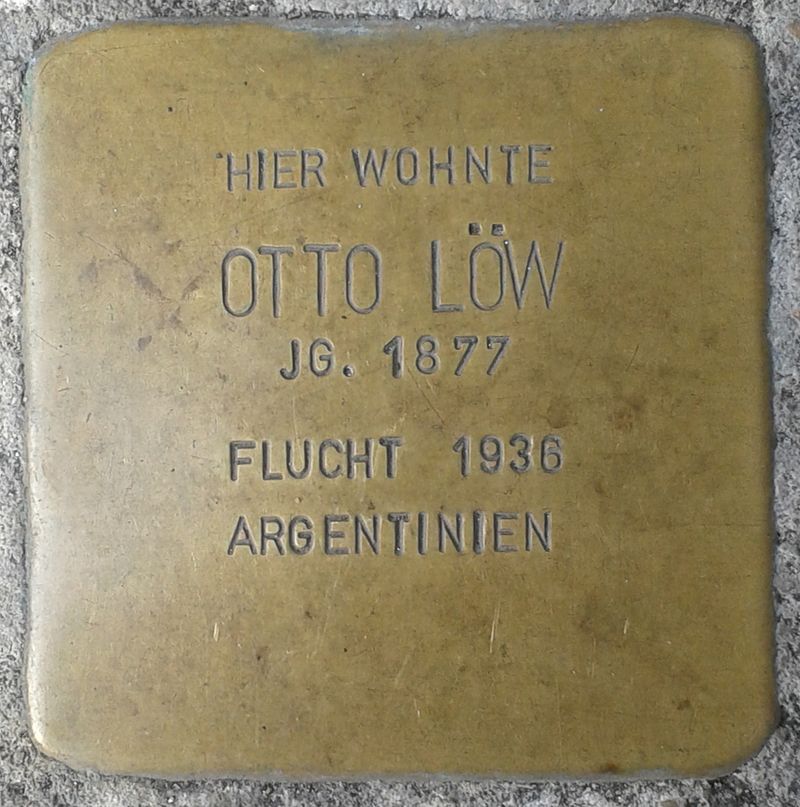 HIER WOHNTE
OTTO LÖW
JG. 1877
FLUCHT 1936
ARGENTINIEN